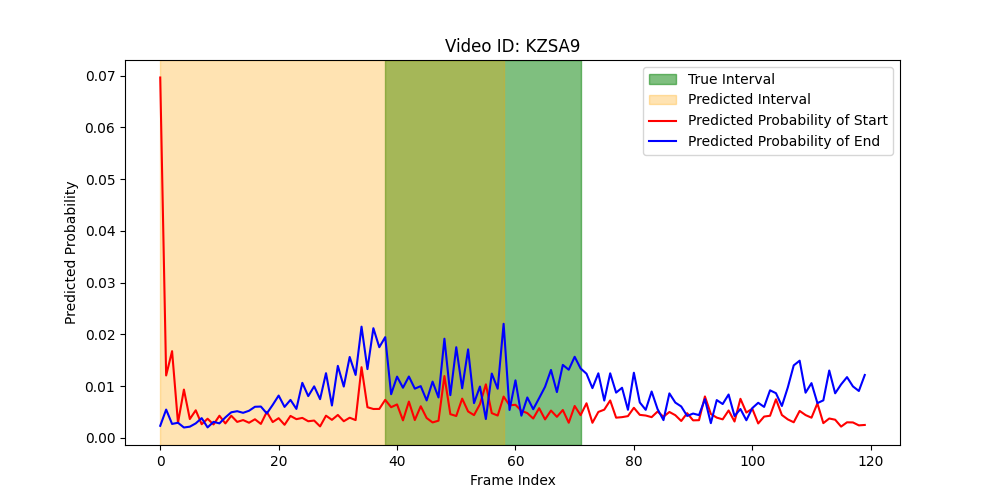 Video ID: KZSA9
True Interval
Predicted Interval
Predicted Probability of Start
Predicted Probability of End
Predicted Probability
0.07
0.06
0.05
0.04
0.03
0.02
0.01
0.00
0 20 40 60 80 100 120
Frame Index